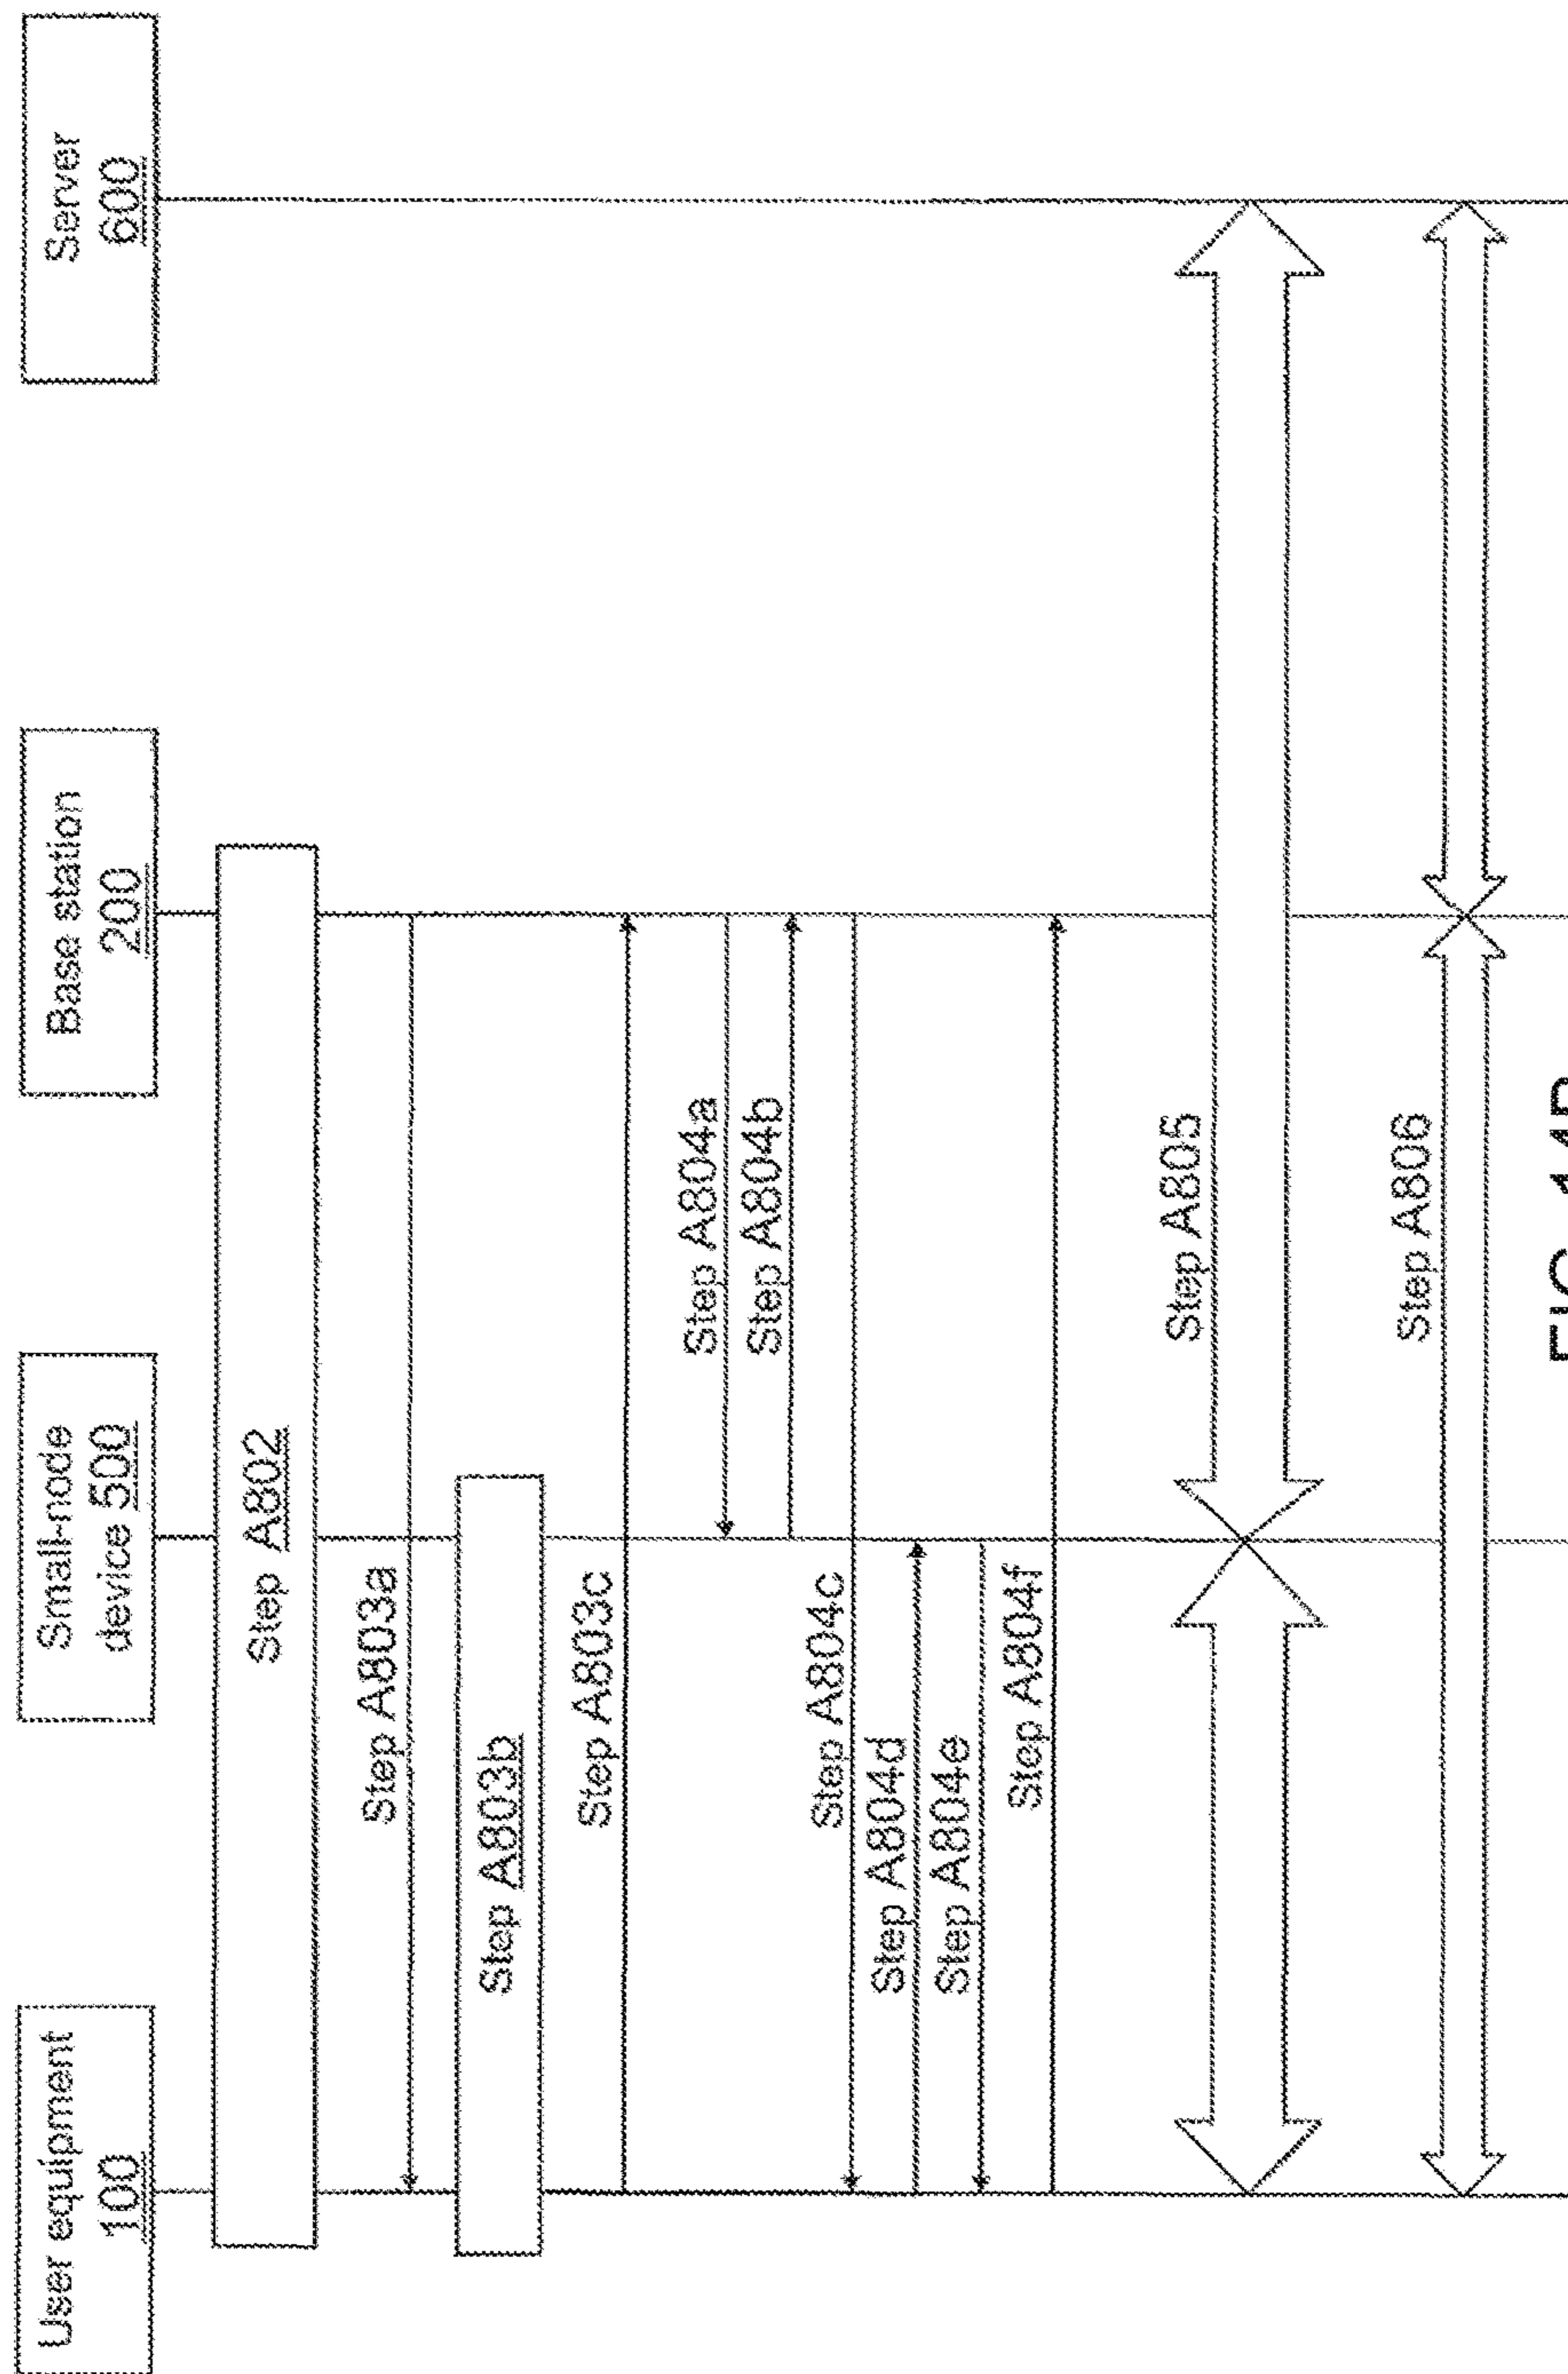 User equipment
100
Small-node
device 500
Base station
200
Server
600
Step A802
Step A803a
Step A803b
Step A803c
Step A804a
Step A804b
Step A804c
Step A804d
Step A804e
Step A804f
Step A805
Step A806